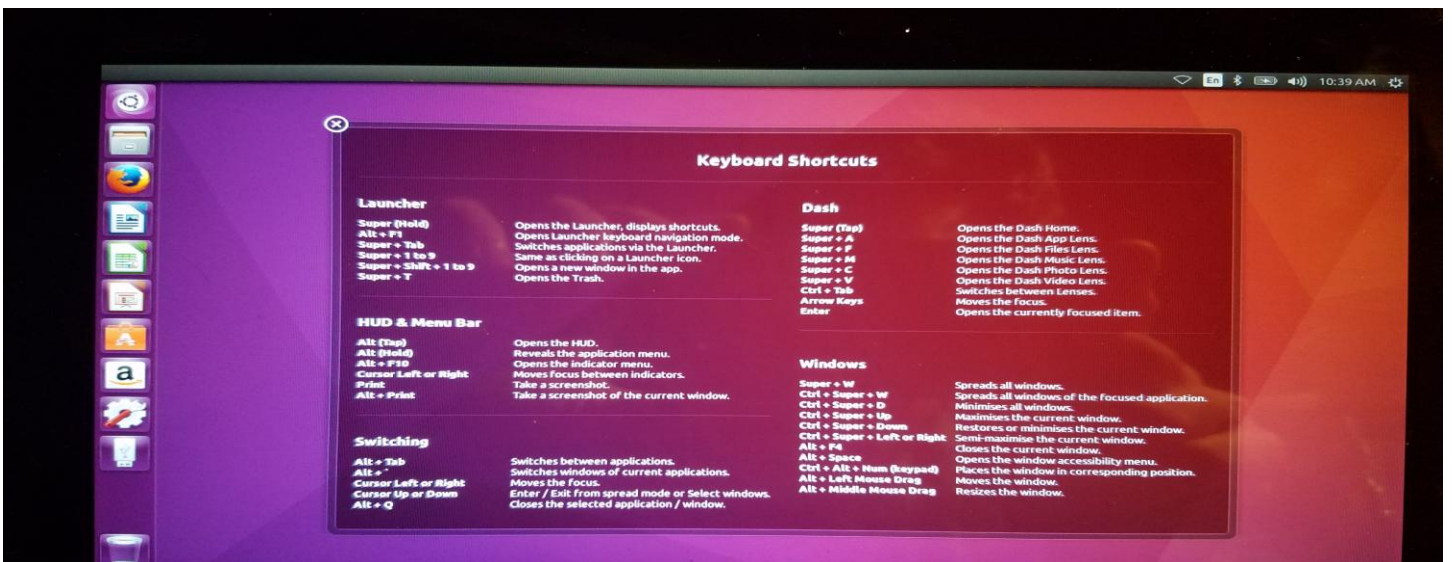 En 10:39 AM
Keyboard Shortcuts
Launcher
Super (Hold) Opens the Launcher, displays shortcuts.
Alt + F1 Opens Launcher keyboard navigation mode.
Super + Tab Switches applications via the Launcher.
Super + 1 to 9 Same as clicking on a Launcher icon.
Super + Shift + 1 to 9 Opens a new window in the app.
Super + T Opens the Trash.
HUD & Menu Bar
Alt (Tap) Opens the HUD.
Alt (Hold) Reveals the application menu.
Alt + F10 Opens the indicator menu.
Cursor Left or Right Moves focus between indicators.
Print Take a screenshot.
Alt + Print Take a screenshot of the current window.
Switching
Alt + Tab Switches between applications.
Alt + ` Switches windows of current applications.
Cursor Left or Right Moves the focus.
Cursor Up or Down Enter / Exit from spread mode or Select windows.
Alt + Q Closes the selected application / window.
Dash
Super (Tap) Opens the Dash Home.
Super + A Opens the Dash App Lens.
Super + F Opens the Dash Files Lens.
Super + M Opens the Dash Music Lens.
Super + C Opens the Dash Photo Lens.
Super + V Opens the Dash Video Lens.
Ctrl + Tab Switches between Lenses.
Arrow Keys Moves the focus.
Enter Opens the currently focused item.
Windows
Super + W Spreads all windows.
Ctrl + Super + W Spreads all windows of the focused application.
Ctrl + Super + D Minimises all windows.
Ctrl + Super + Up Maximises the current window.
Ctrl + Super + Down Restores or minimises the current window.
Ctrl + Super + Left or Right Semi-maximise the current window.
Alt + F4 Closes the current window.
Alt + Space Opens the window accessibility menu.
Ctrl + Alt + Num (keypad) Places the window in corresponding position.
Alt + Left Mouse Drag Moves the window.
Alt + Middle Mouse Drag Resizes the window.
A
a